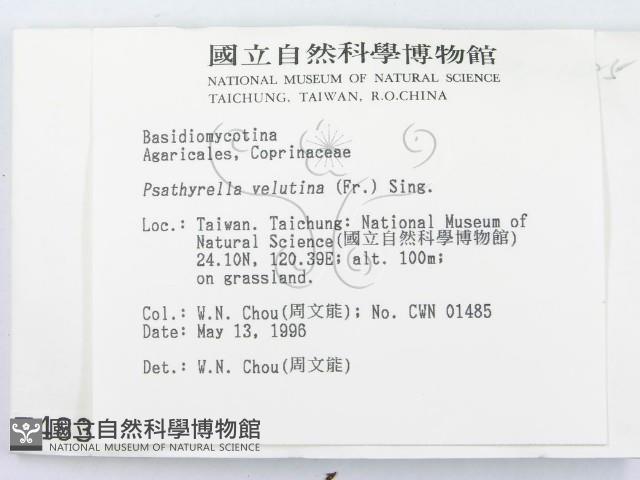 國立自然科學博物館
NATIONAL MUSEUM OF NATURAL SCIENCE
TAICHUNG, TAIWAN, R.O.CHINA
Basidiomycotina
Agaricales, Coprinaceae
Psathyrella velutina (Fr.) Sing.
Loc.: Taiwan. Taichung: National Museum of
Natural Science(國立自然科學博物館)
24.10N, 120.39E; alt. 100m;
on grassland.
Col.: W.N. Chou(周文能); No. CWN 01485
Date: May 13, 1996
Det.: W.N. Chou(周文能)
國立自然科學博物館
NATIONAL MUSEUM OF NATURAL SCIENCE